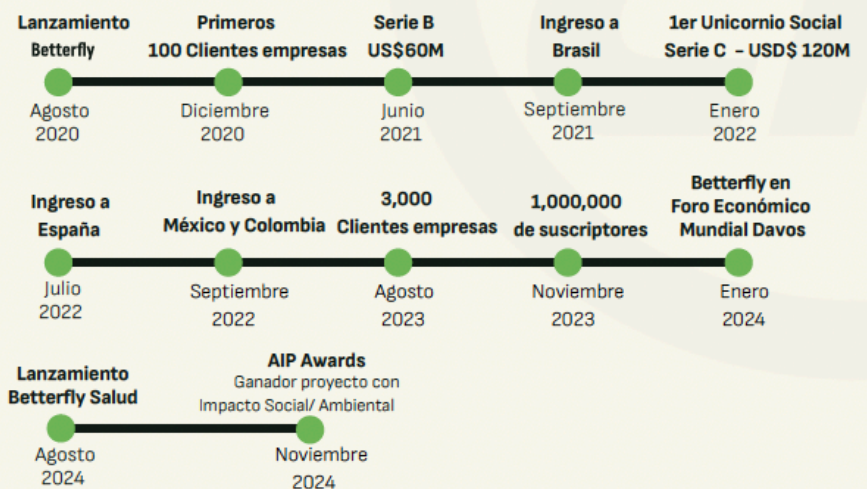 Lanzamiento
Betterfly
Agosto
2020
Primeros
100 Clientes empresas
Diciembre
2020
Serie B
US$60M
Junio
2021
Ingreso a
Brasil
Septiembre
2021
1er Unicornio Social
Serie C - USD$ 120M
Enero
2022
Ingreso a
España
Julio
2022
Ingreso a
México y Colombia
Septiembre
2022
3,000
Clientes empresas
Agosto
2023
1,000,000
de suscriptores
Noviembre
2023
Betterfly en
Foro Económico
Mundial Davos
Enero
2024
Lanzamiento
Betterfly Salud
Agosto
2024
AIP Awards
Ganador proyecto con
Impacto Social/ Ambiental
Noviembre
2024